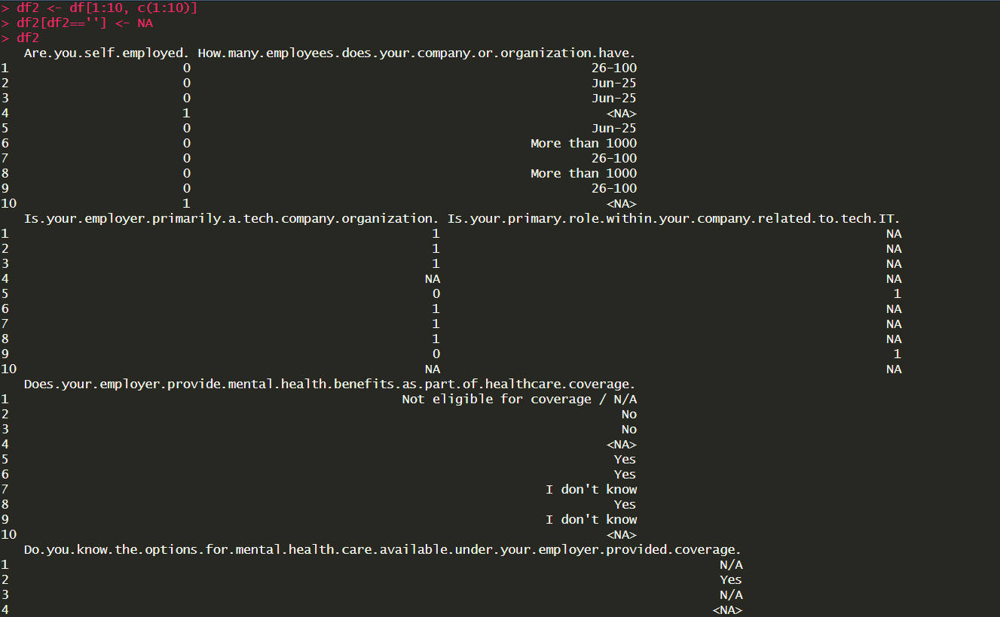 > df2 <- df[1:10, c(1:10)]
> df2[df2==''] <- NA
> df2
Are.you.self.employed. How.many.employees.does.your.company.or.organization.have.
1 0 26-100
2 0 Jun-25
3 0 Jun-25
4 1 <NA>
5 0 Jun-25
6 0 More than 1000
7 0 26-100
8 0 More than 1000
9 0 26-100
10 1 <NA>
Is.your.employer.primarily.a.tech.company.organization. Is.your.primary.role.within.your.company.related.to.tech.IT.
1 1 NA
2 1 NA
3 1 NA
4 NA NA
5 0 1
6 1 NA
7 1 NA
8 1 NA
9 0 1
10 NA NA
Does.your.employer.provide.mental.health.benefits.as.part.of.healthcare.coverage.
1 Not eligible for coverage / N/A
2 No
3 No
4 <NA>
5 Yes
6 Yes
7 I don't know
8 Yes
9 I don't know
10 <NA>
Do.you.know.the.options.for.mental.health.care.available.under.your.employer.provided.coverage.
1 N/A
2 Yes
3 N/A
4 <NA>